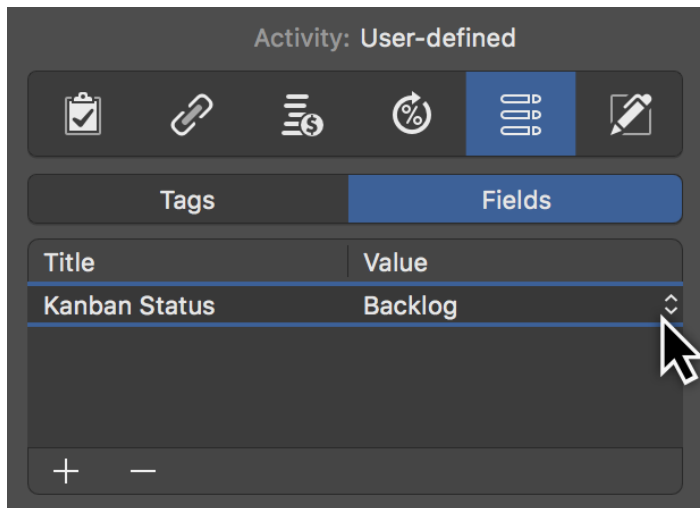 Activity: User-defined
Tags Fields
Title Value
Kanban Status Backlog